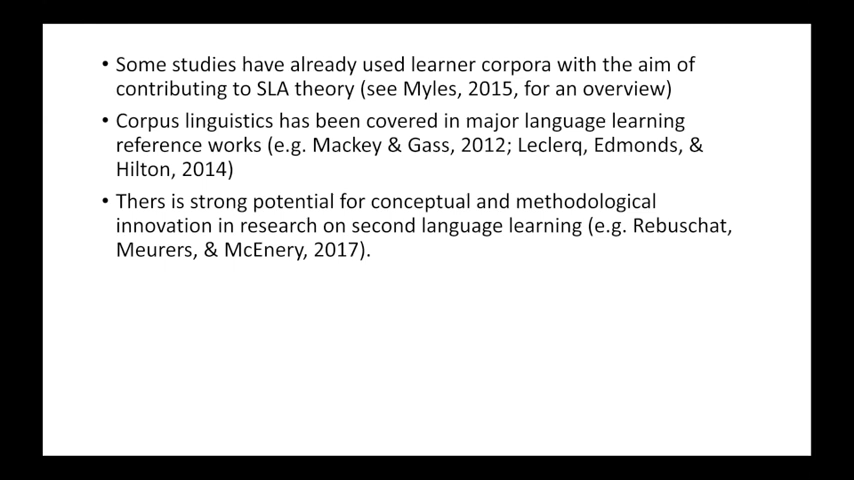 • Some studies have already used learner corpora with the aim of
contributing to SLA theory (see Myles, 2015, for an overview)
• Corpus linguistics has been covered in major language learning
reference works (e.g. Mackey & Gass, 2012; Leclerq, Edmonds, &
Hilton, 2014)
• Thers is strong potential for conceptual and methodological
innovation in research on second language learning (e.g. Rebuschat,
Meurers, & McEnery, 2017).